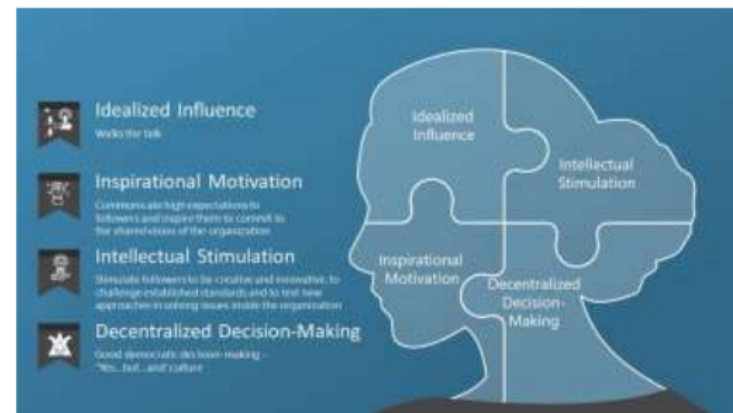 Idealized Influence
Walks the talk
Inspirational Motivation
Communicate high expectations to
followers and inspire them to commit to
the shared vision of the organization
Intellectual Stimulation
Stimulate followers to be creative and innovative, to
challenge established standards and to test new
approaches in solving issues inside the organization
Decentralized Decision-Making
Good democratic decision-making -
"Yes...but...and' culture
Idealized
Influence
Intellectual
Stimulation
Inspirational
Motivation
Decentralized
Decision-
Making